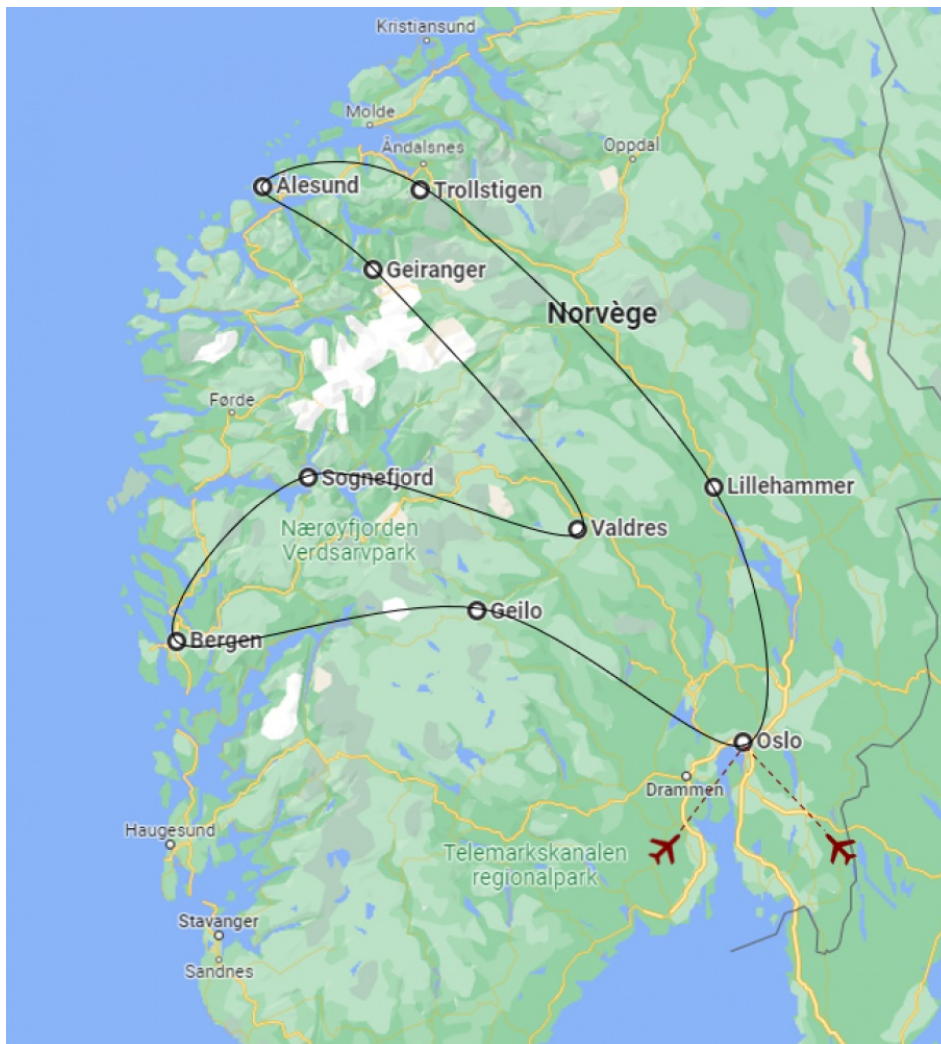 Kristiansund
Molde
Åndalsnes
Oppdal
Ålesund
Trollstigen
Geiranger
Norvège
Førde
Sognefjord
Lillehammer
Nærøyfjorden
Verdsarvpark
Valdres
Geilo
Bergen
Oslo
Drammen
Haugesund
Telemarkskanalen
regionalpark
Stavanger
Sandnes